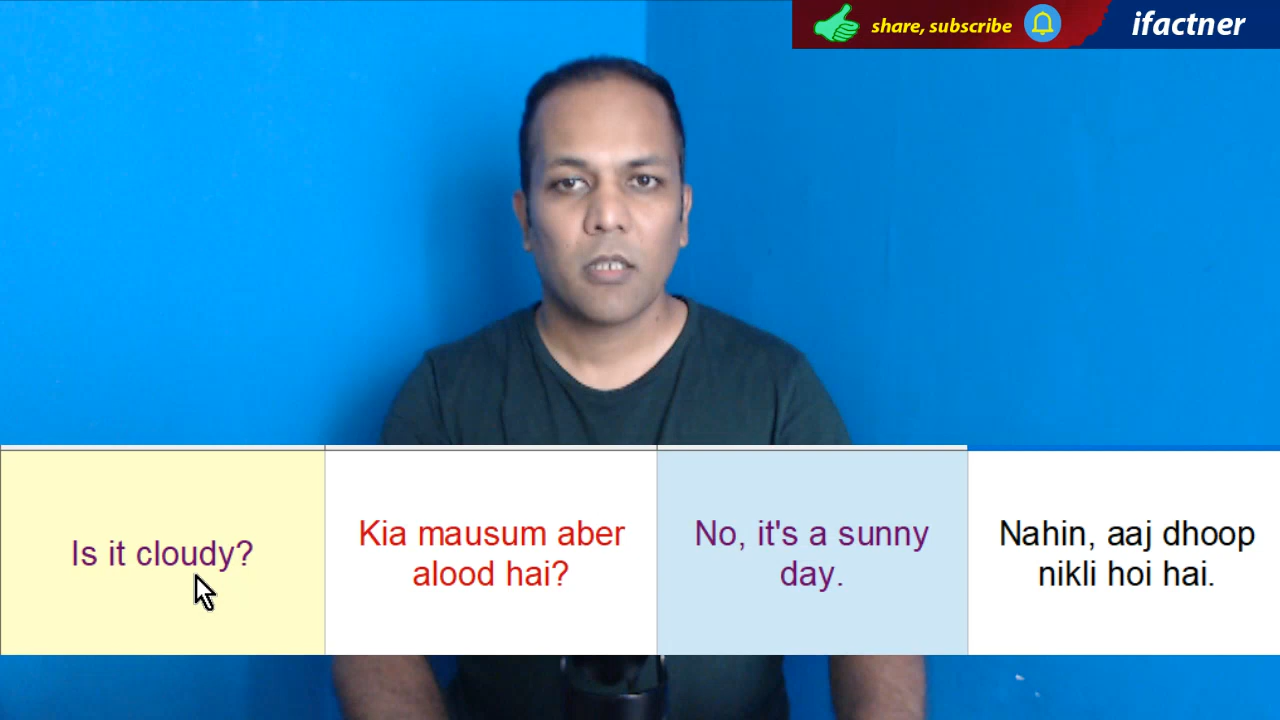 share, subscribe
ifactner
Is it cloudy?
Kia mausum aber
alood hai?
No, it's a sunny
day.
Nahin, aaj dhoop
nikli hoi hai.